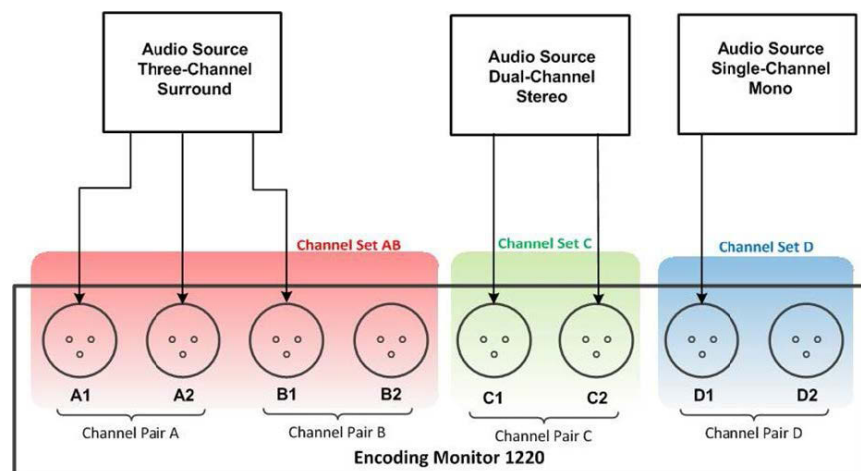 Audio Source
Three-Channel
Surround
Audio Source
Dual-Channel
Stereo
Audio Source
Single-Channel
Mono
Channel Set AB
Channel Set C
Channel Set D
A1
A2
B1
B2
C1
C2
D1
D2
Channel Pair A
Channel Pair B
Channel Pair C
Channel Pair D
Encoding Monitor 1220